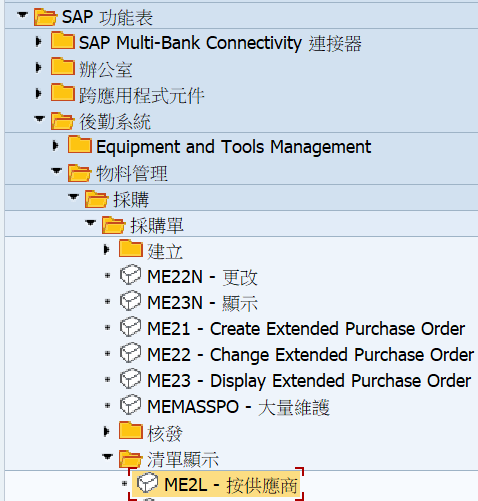 SAP 功能表
SAP Multi-Bank Connectivity 連接器
辦公室
跨應用程式元件
後勤系統
Equipment and Tools Management
物料管理
採購
採購單
建立
ME22N - 更改
ME23N - 顯示
ME21 - Create Extended Purchase Order
ME22 - Change Extended Purchase Order
ME23 - Display Extended Purchase Order
MEMASSPO - 大量維護
核發
清單顯示
ME2L - 按供應商